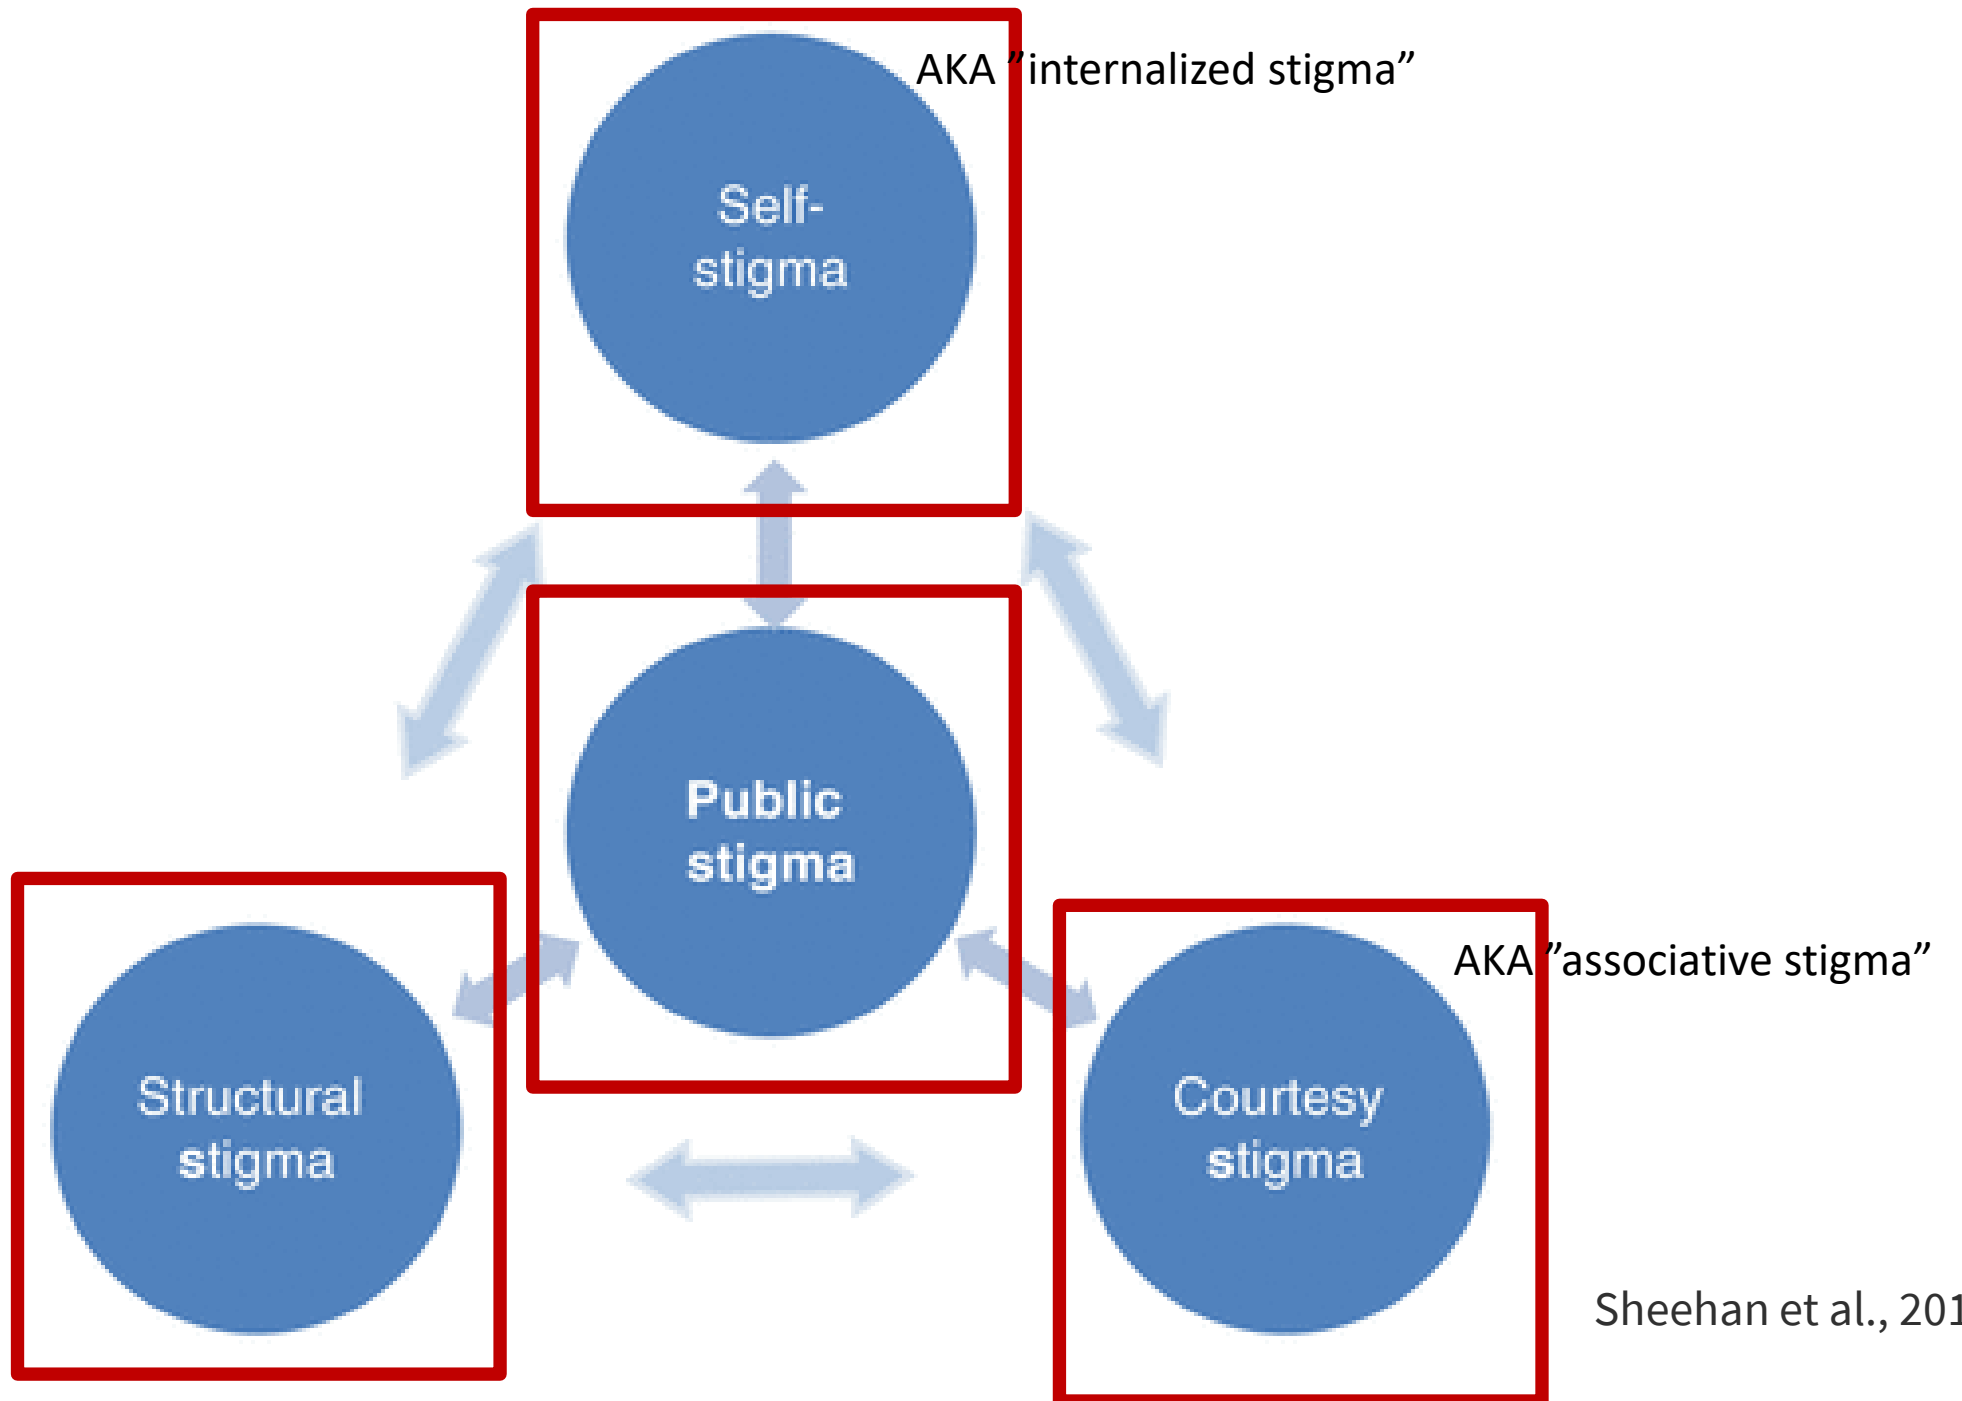 AKA ”internalized stigma”
Self-
stigma
Public
stigma
AKA ”associative stigma”
Structural
stigma
Courtesy
stigma
Sheehan et al., 201